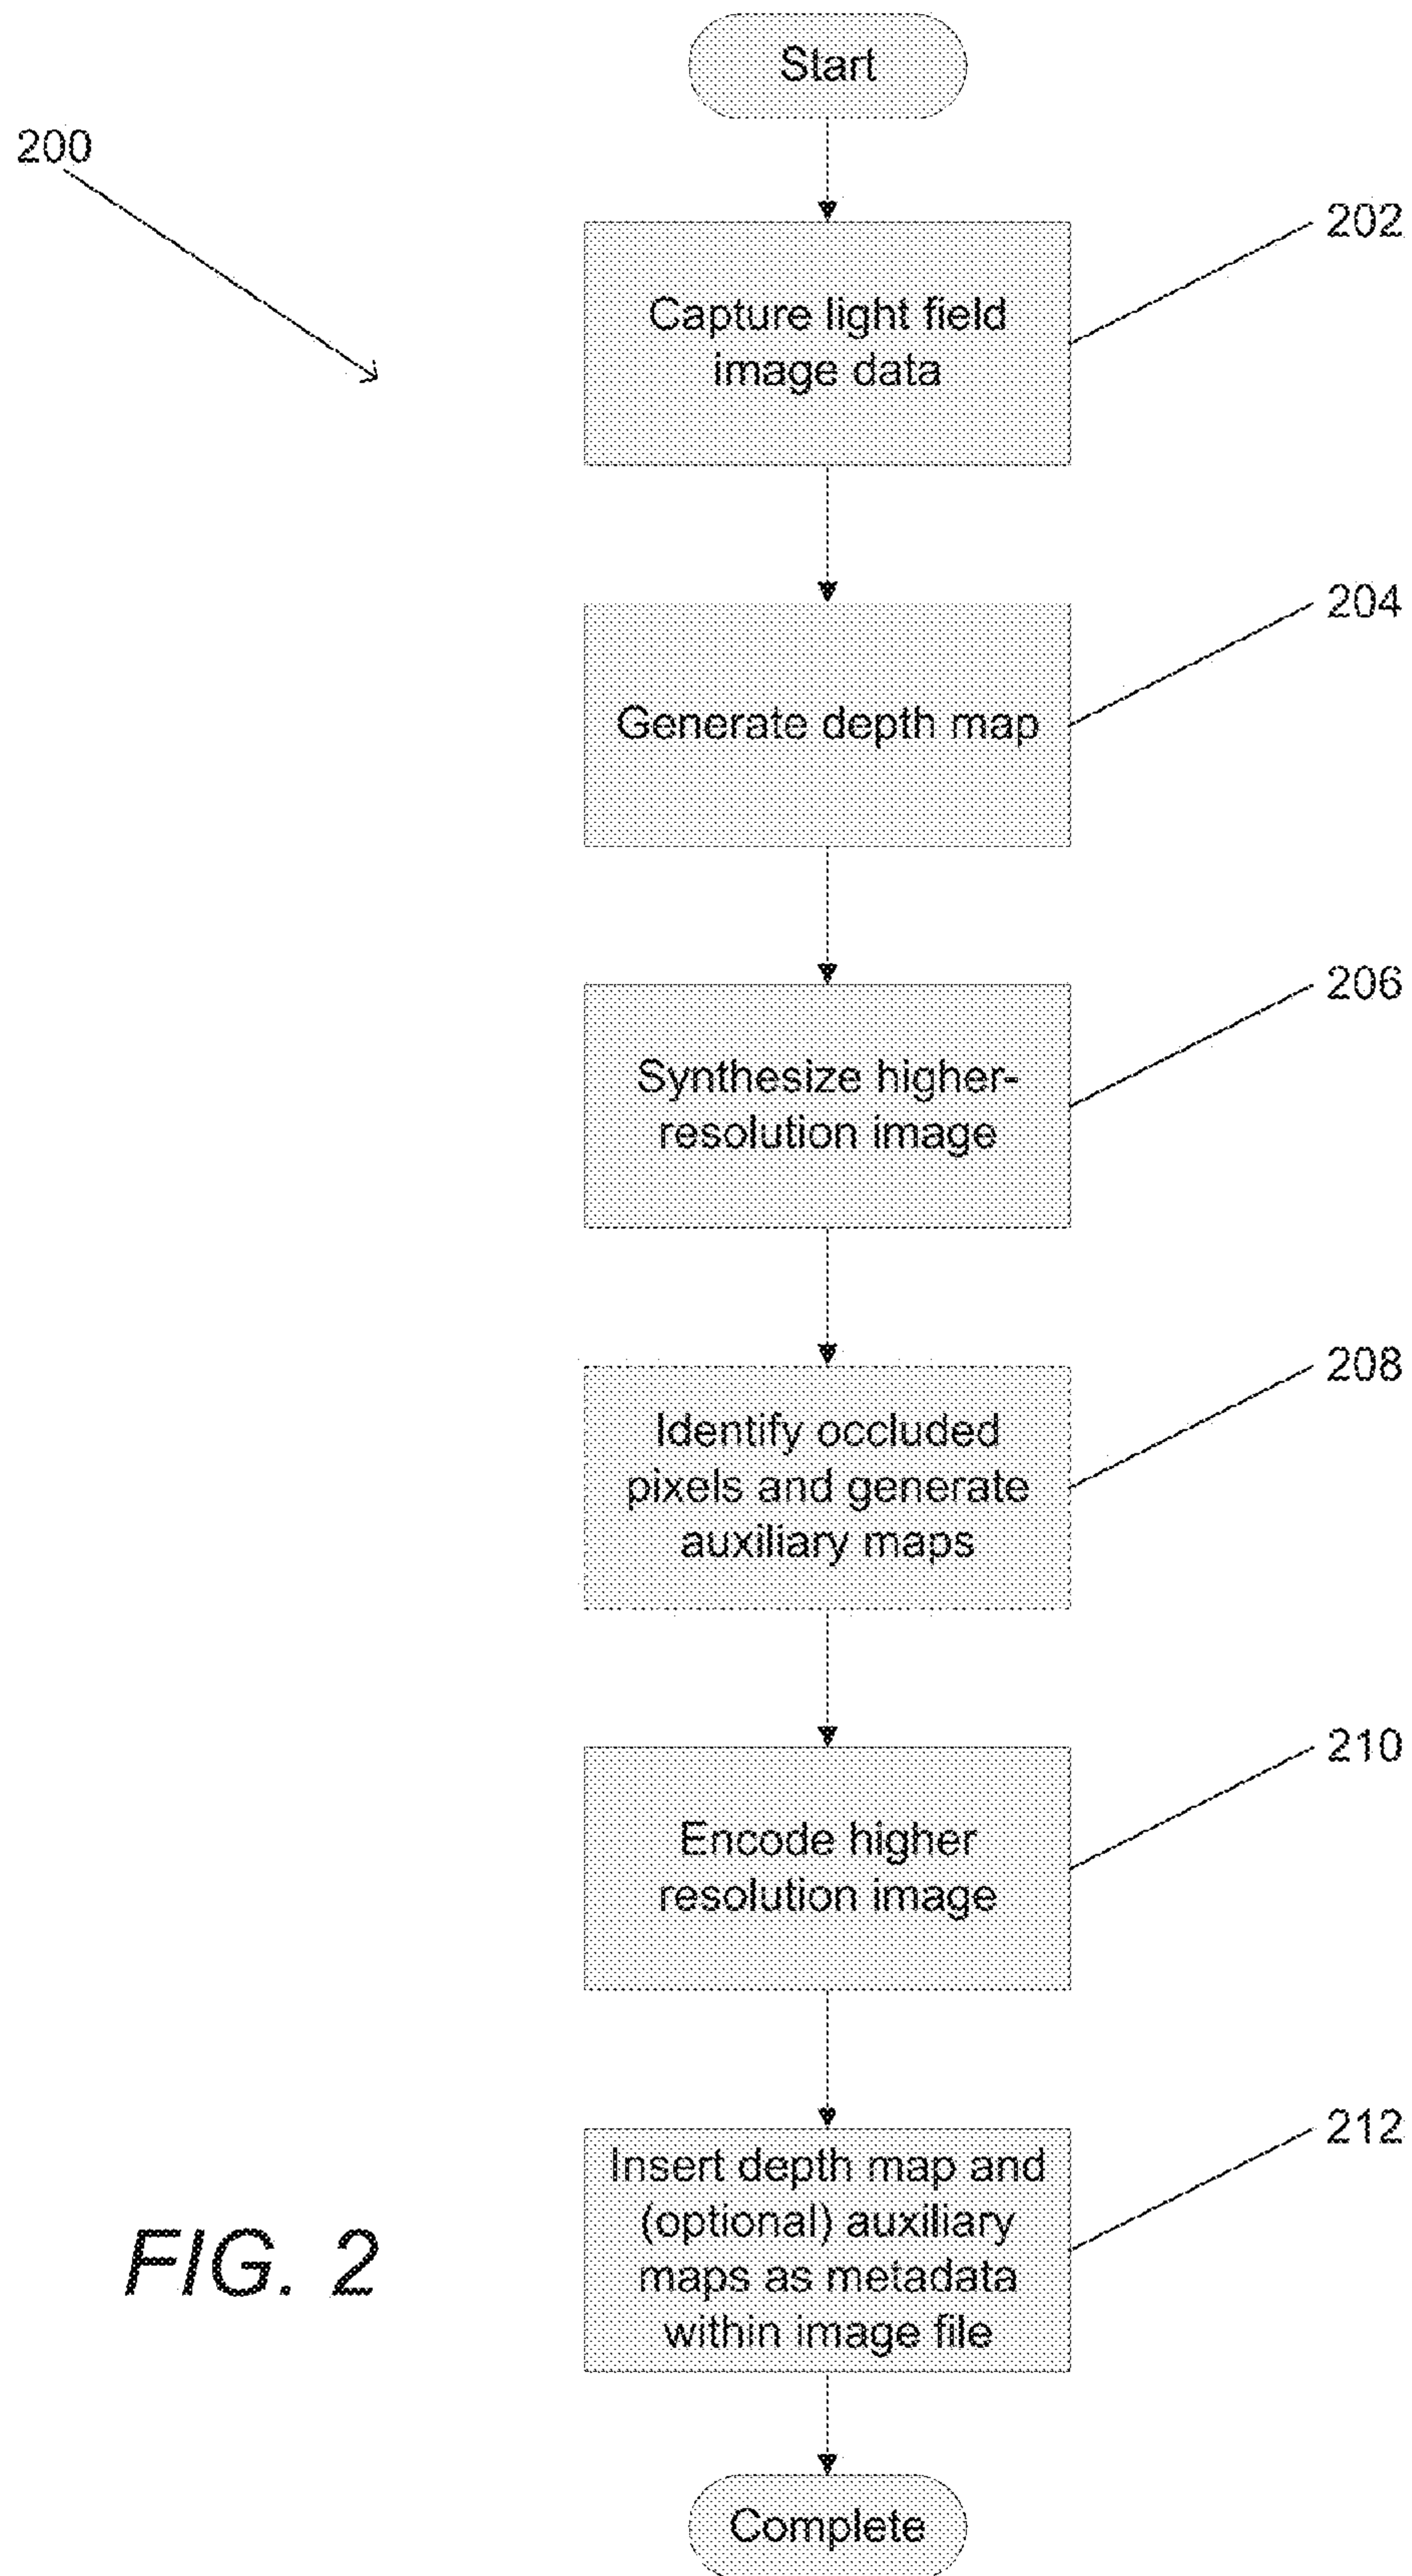 Start
200
202
Capture light field
image data
204
Generate depth map
206
Synthesize higher-
resolution image
208
Identify occluded
pixels and generate
auxiliary maps
210
Encode higher
resolution image
212
Insert depth map and
(optional) auxiliary
maps as metadata
within image file
FIG. 2
Complete